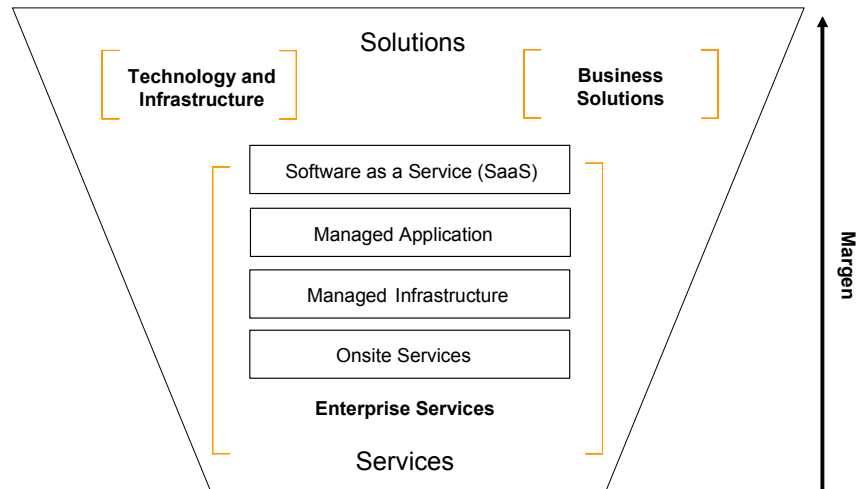 Solutions
Technology and
Infrastructure
Business
Solutions
Software as a Service (SaaS)
Managed Application
Managed Infrastructure
Onsite Services
Enterprise Services
Services
Margen